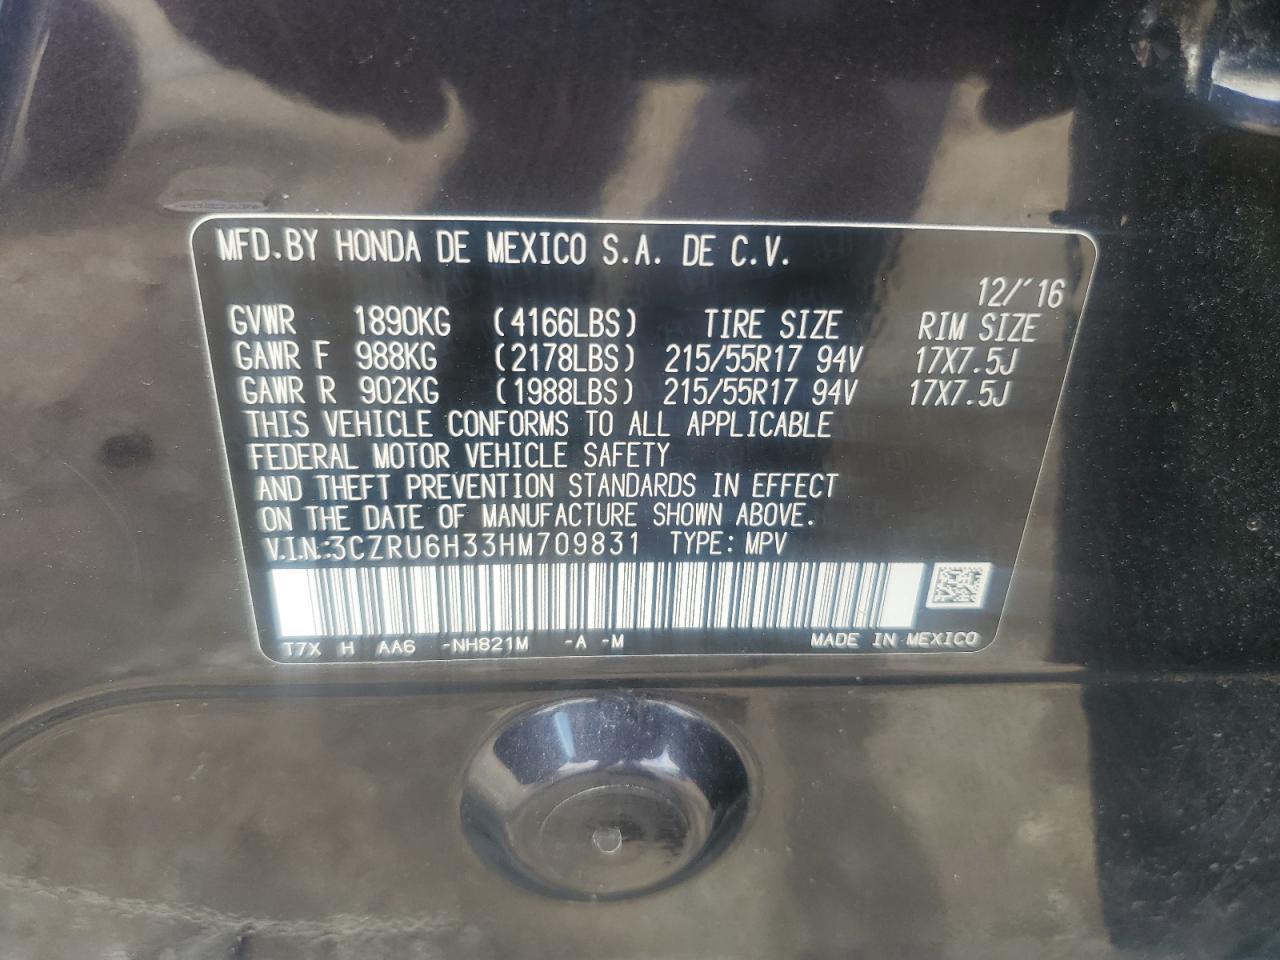 MFD.BY HONDA DE MEXICO S.A. DE C.V.
12/'16
GVWR 1890KG (4166LBS) TIRE SIZE RIM SIZE
GAWR F 988KG (2178LBS) 215/55R17 94V 17X7.5J
GAWR R 902KG (1988LBS) 215/55R17 94V 17X7.5J
THIS VEHICLE CONFORMS TO ALL APPLICABLE
FEDERAL MOTOR VEHICLE SAFETY
AND THEFT PREVENTION STANDARDS IN EFFECT
ON THE DATE OF MANUFACTURE SHOWN ABOVE.
V.I.N.:3CZRU6H33HM709831 TYPE: MPV
T7X H AA6 -NH821M -A -M MADE IN MEXICO